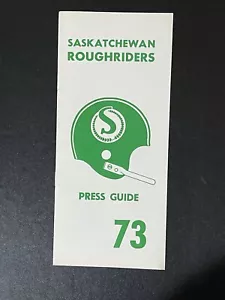 SASKATCHEWAN
ROUGHRIDERS
S
PRESS GUIDE
73